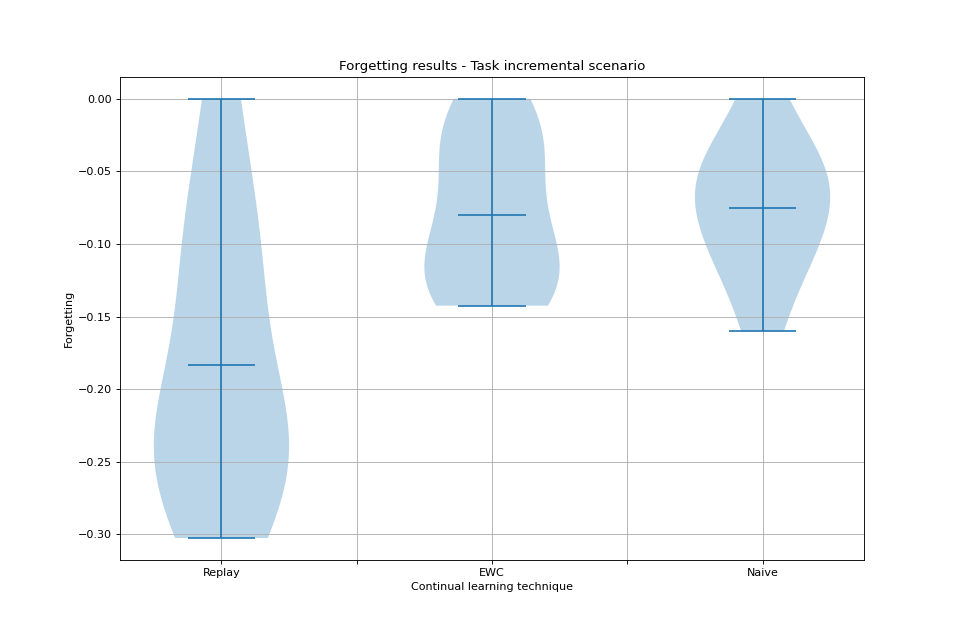 Forgetting results - Task incremental scenario
0.00
−0.05
−0.10
−0.15
−0.20
−0.25
−0.30
Forgetting
Replay
EWC
Naive
Continual learning technique